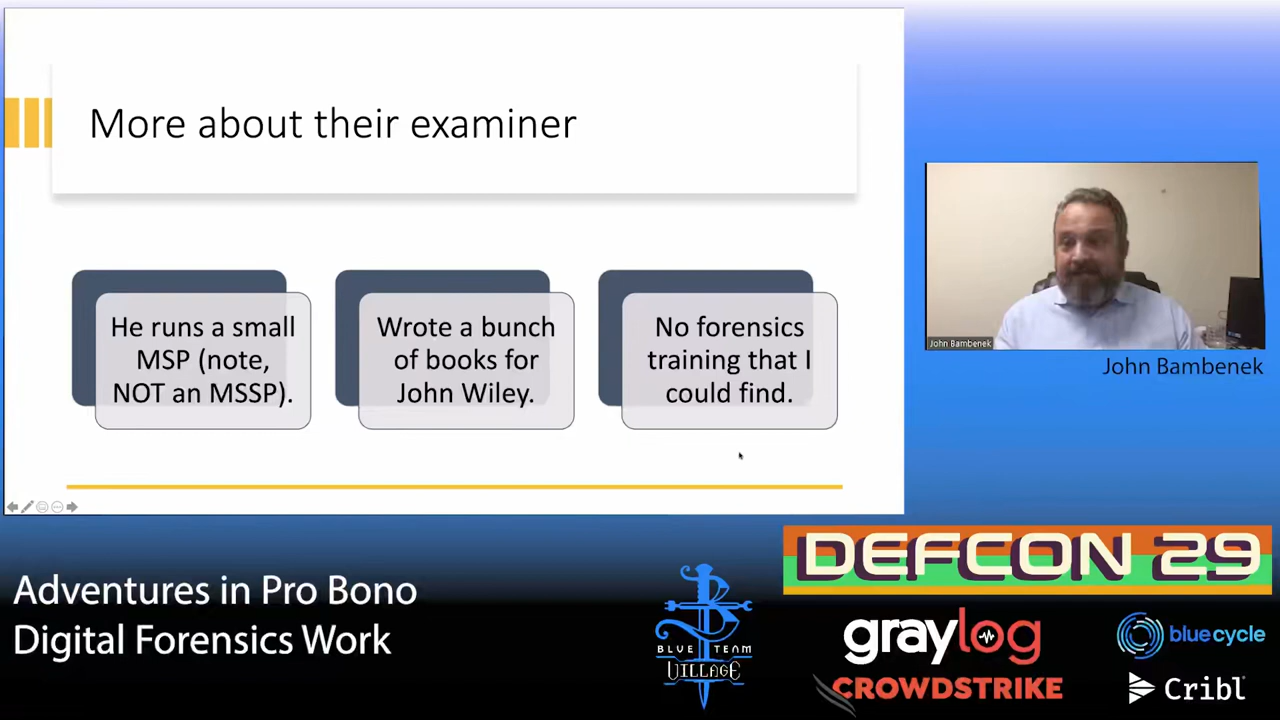 More about their examiner
He runs a small
MSP (note,
NOT an MSSP).
Wrote a bunch
of books for
John Wiley.
No forensics
training that I
could find.
John Bambenek
John Bambenek
Adventures in Pro Bono
Digital Forensics Work
BLUE TEAM
VILLAGE
DEFCON 29
graylog
CROWDSTRIKE
bluecycle
Cribl